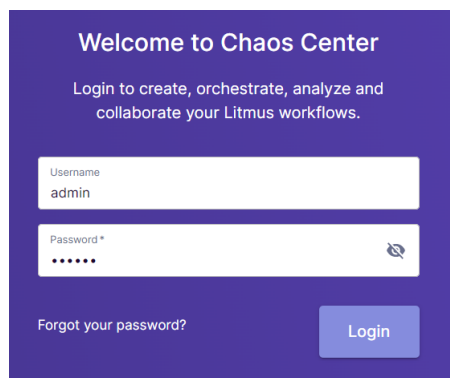 Welcome to Chaos Center
Login to create, orchestrate, analyze and
collaborate your Litmus workflows.
Username
admin
Password *
••••••
Forgot your password?
Login